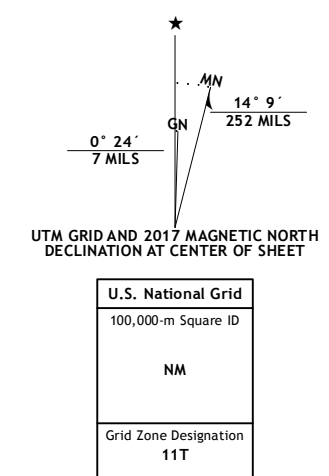 MN
14° 9´
252 MILS
GN
0° 24´
7 MILS
UTM GRID AND 2017 MAGNETIC NORTH
DECLINATION AT CENTER OF SHEET
U.S. National Grid
100,000-m Square ID
NM
Grid Zone Designation
11T